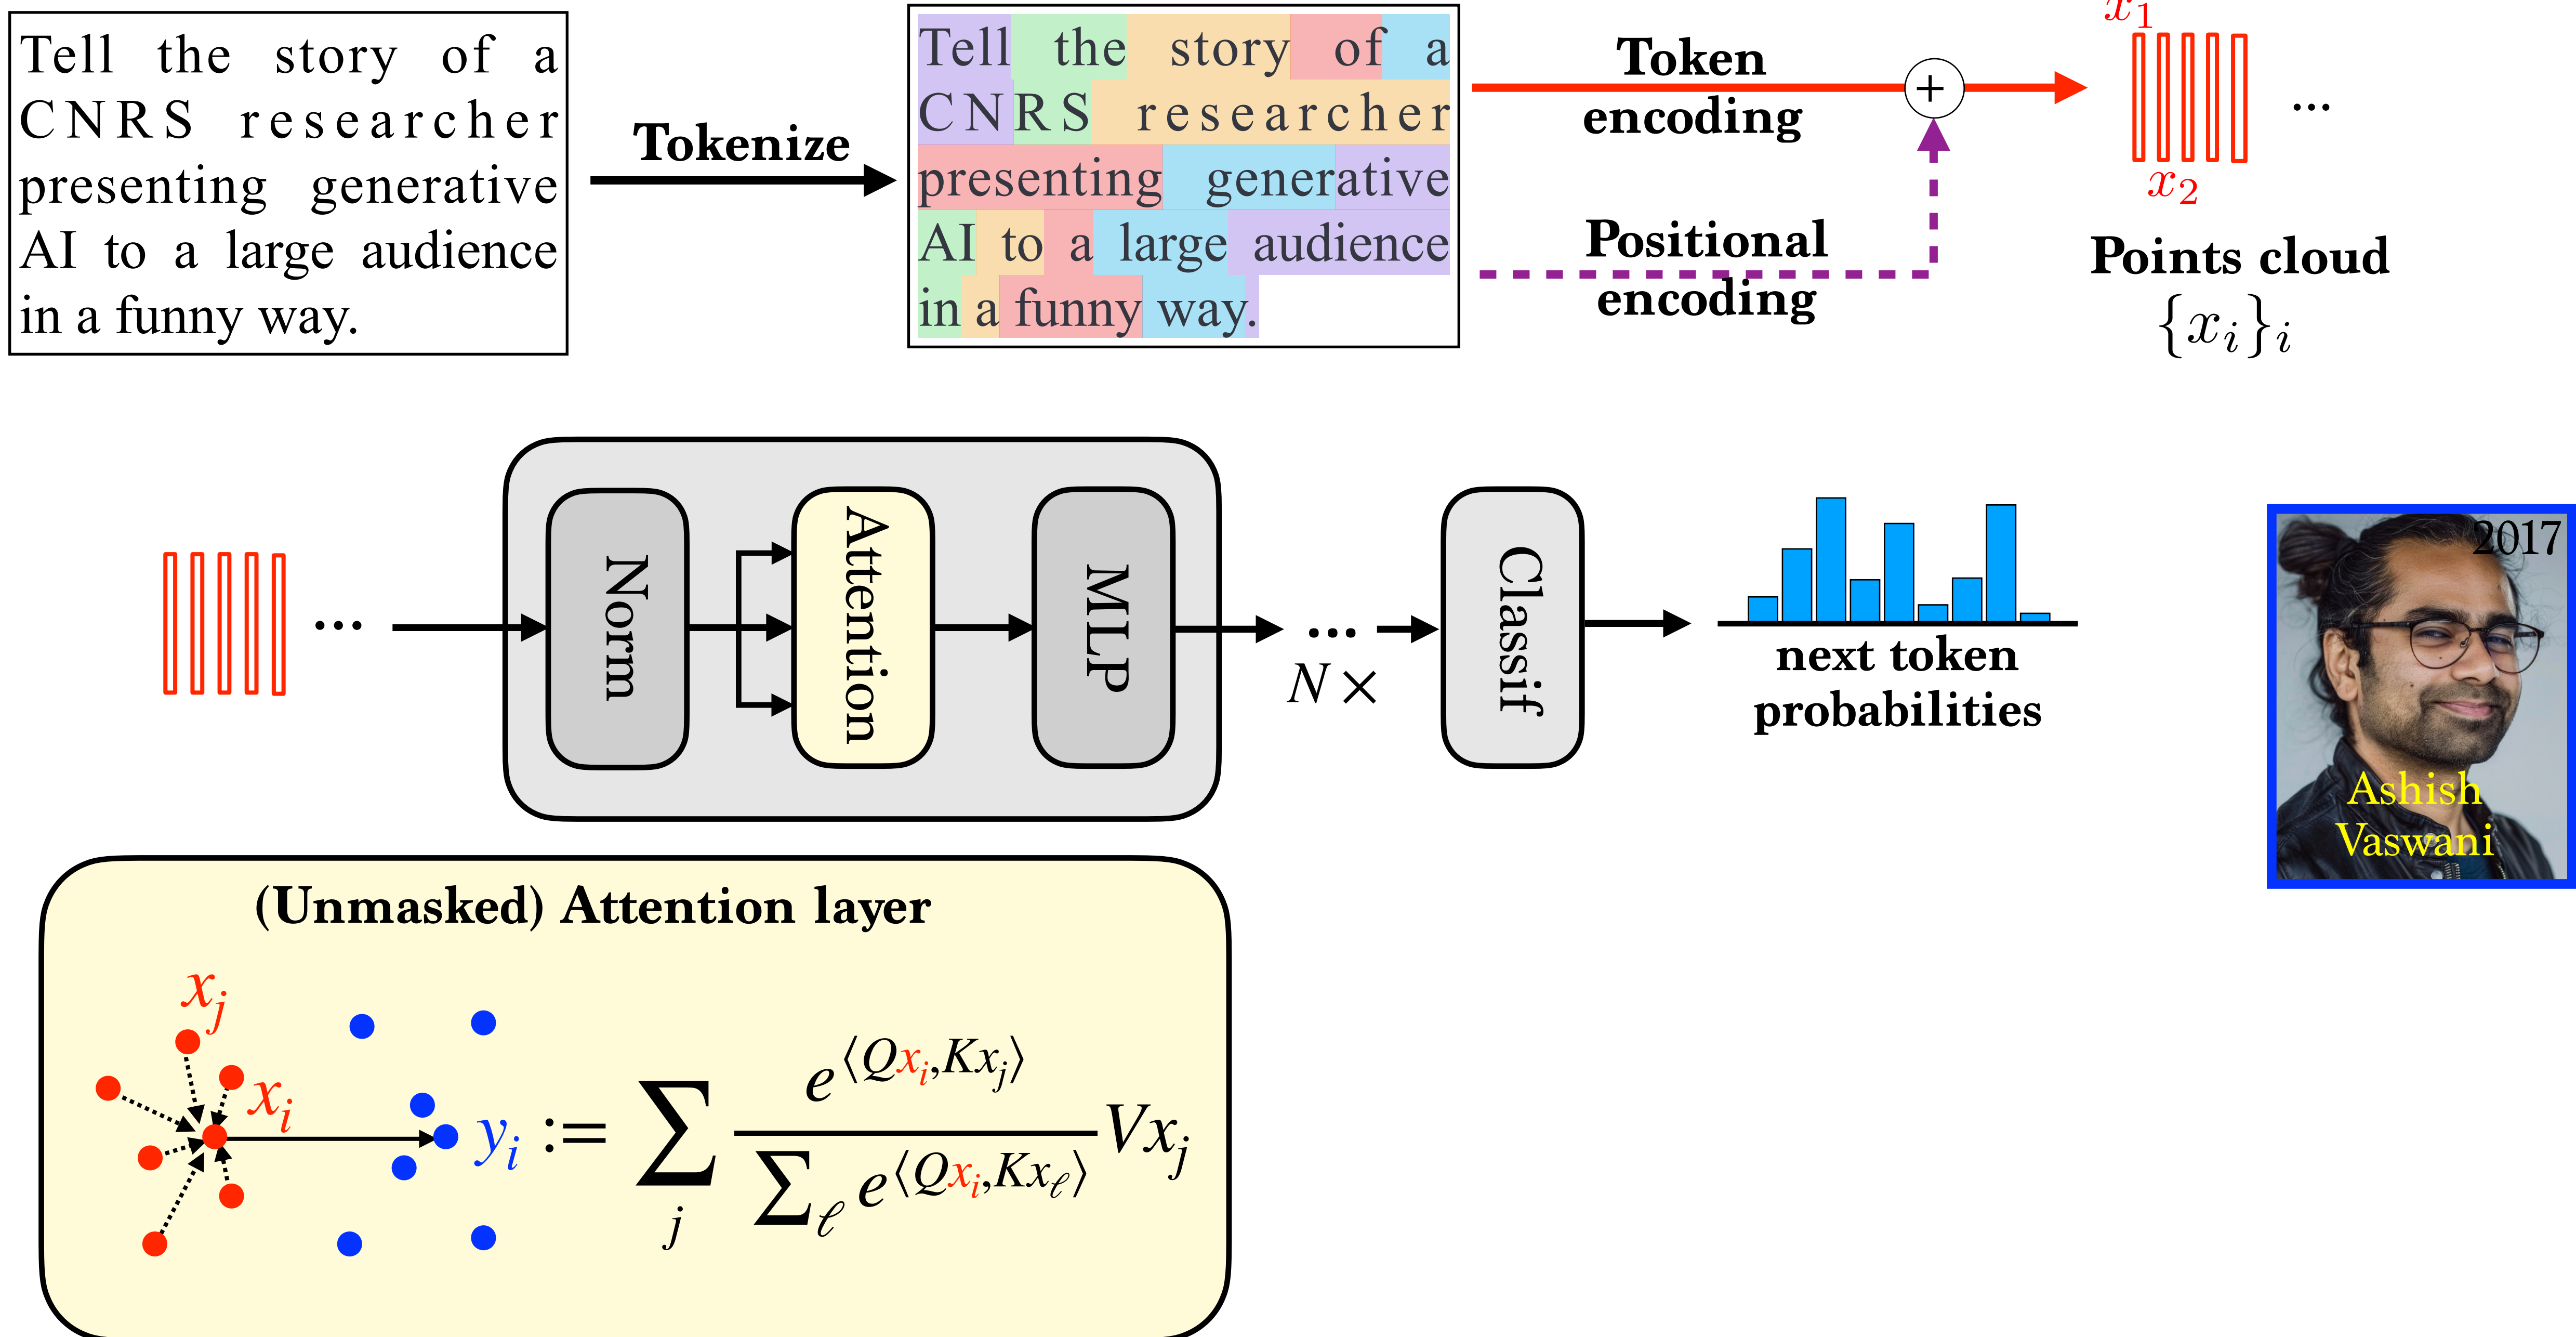 Tell the story of a
CNRS researcher
presenting generative
AI to a large audience
in a funny way.
Tokenize
Tell the story of a
CNRS researcher
presenting generative
AI to a large audience
in a funny way.
Token
encoding
+
Positional
encoding
x₁
...
x₂
Points cloud
{xᵢ}ᵢ
...
Norm
Attention
MLP
...
N ×
Classif
next token
probabilities
2017
Ashish
Vaswani
(Unmasked) Attention layer
xⱼ
xᵢ
yᵢ := ∑ⱼ e^⟨Qxᵢ,Kxⱼ⟩ / ∑_ℓ e^⟨Qxᵢ,Kx_ℓ⟩ Vxⱼ